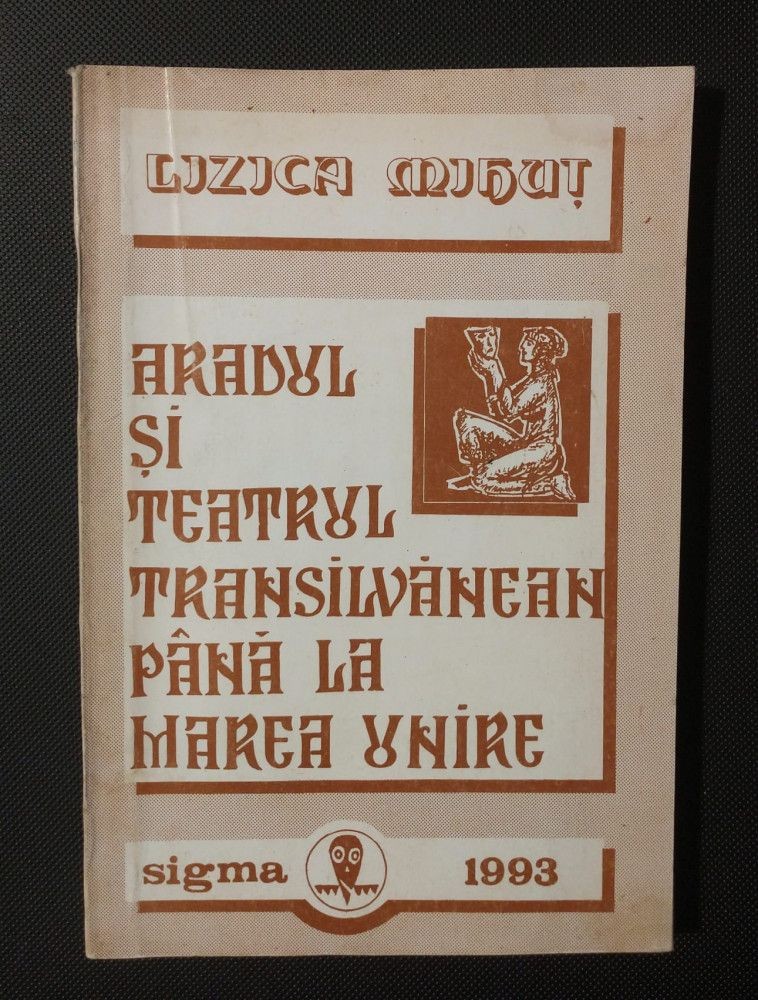 LIZICA MIHUȚ
ARADUL
ȘI
TEATRUL
TRANSILVĂNEAN
PÂNĂ LA
MAREA UNIRE
sigma 1993